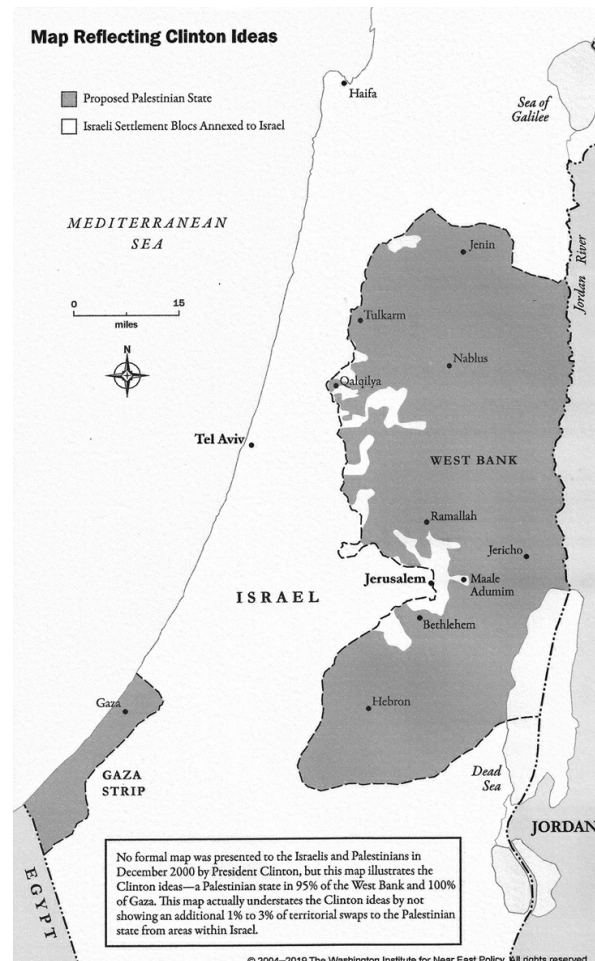 Map Reflecting Clinton Ideas
Proposed Palestinian State
Israeli Settlement Blocs Annexed to Israel
Haifa
Sea of
Galilee
MEDITERRANEAN
SEA
0 15
miles
N
Jenin
Jordan River
Tulkarm
Nablus
Qalqilya
Tel Aviv
WEST BANK
Ramallah
Jericho
Jerusalem
Maale
Adumim
ISRAEL
Bethlehem
Gaza
Hebron
GAZA
STRIP
Dead
Sea
JORDAN
EGYPT
No formal map was presented to the Israelis and Palestinians in
December 2000 by President Clinton, but this map illustrates the
Clinton ideas—a Palestinian state in 95% of the West Bank and 100%
of Gaza. This map actually understates the Clinton ideas by not
showing an additional 1% to 3% of territorial swaps to the Palestinian
state from areas within Israel.
© 2004–2019 The Washington Institute for Near East Policy. All rights reserved.